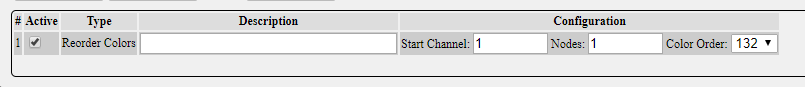 # Active Type Description Configuration
1 Reorder Colors Start Channel: 1 Nodes: 1 Color Order: 132